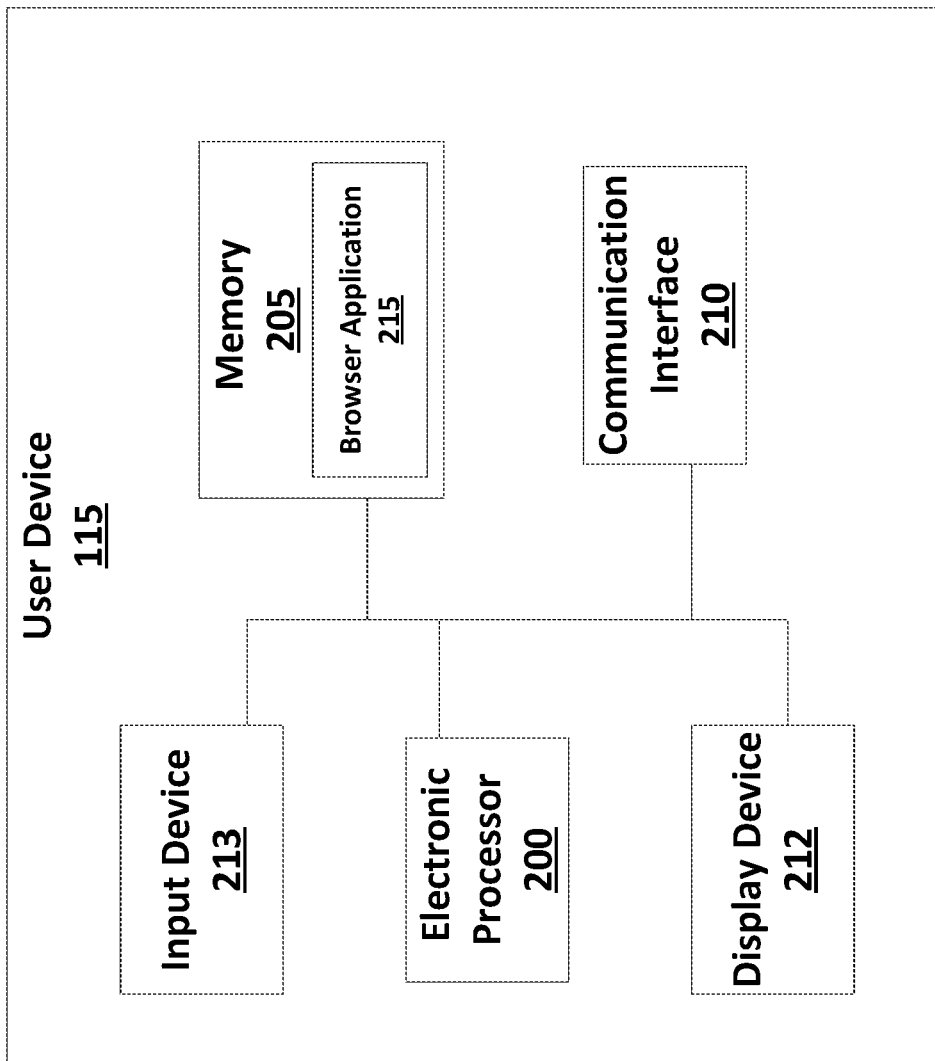 User Device
115
Input Device
213
Memory
205
Browser Application
215
Electronic
Processor
200
Communication
Interface
210
Display Device
212